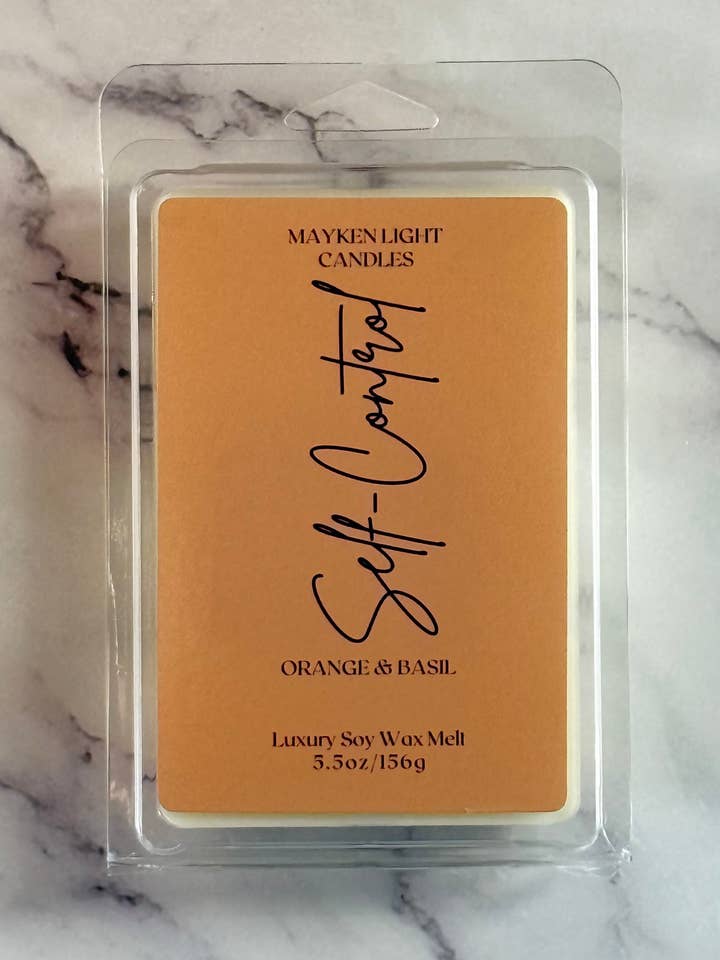 MAYKEN LIGHT
CANDLES
Self-Control
ORANGE & BASIL
Luxury Soy Wax Melt
5.5oz/156g